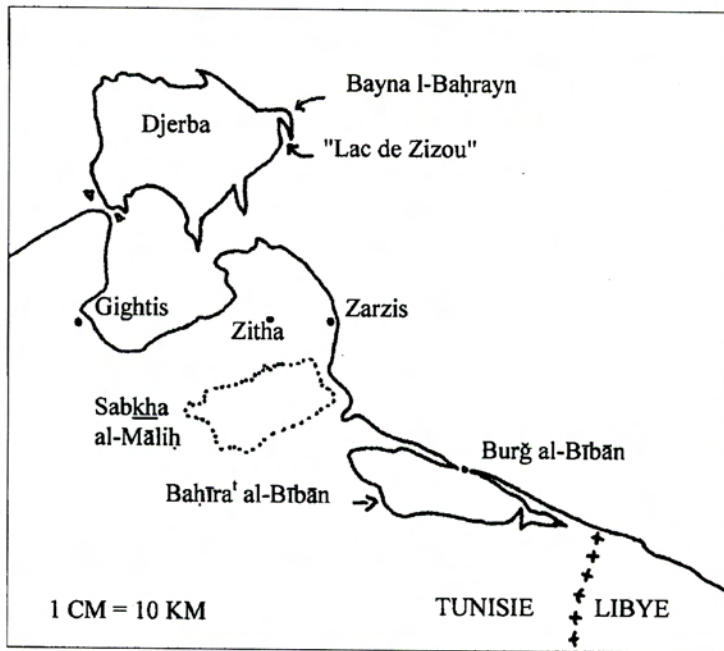 Bayna l-Baḥrayn
Djerba
"Lac de Zizou"
Gightis
Zitha
Zarzis
Sabkha
al-Māliḥ
Burğ al-Bībān
Baḥīraᵗ al-Bībān
1 CM = 10 KM
TUNISIE
LIBYE